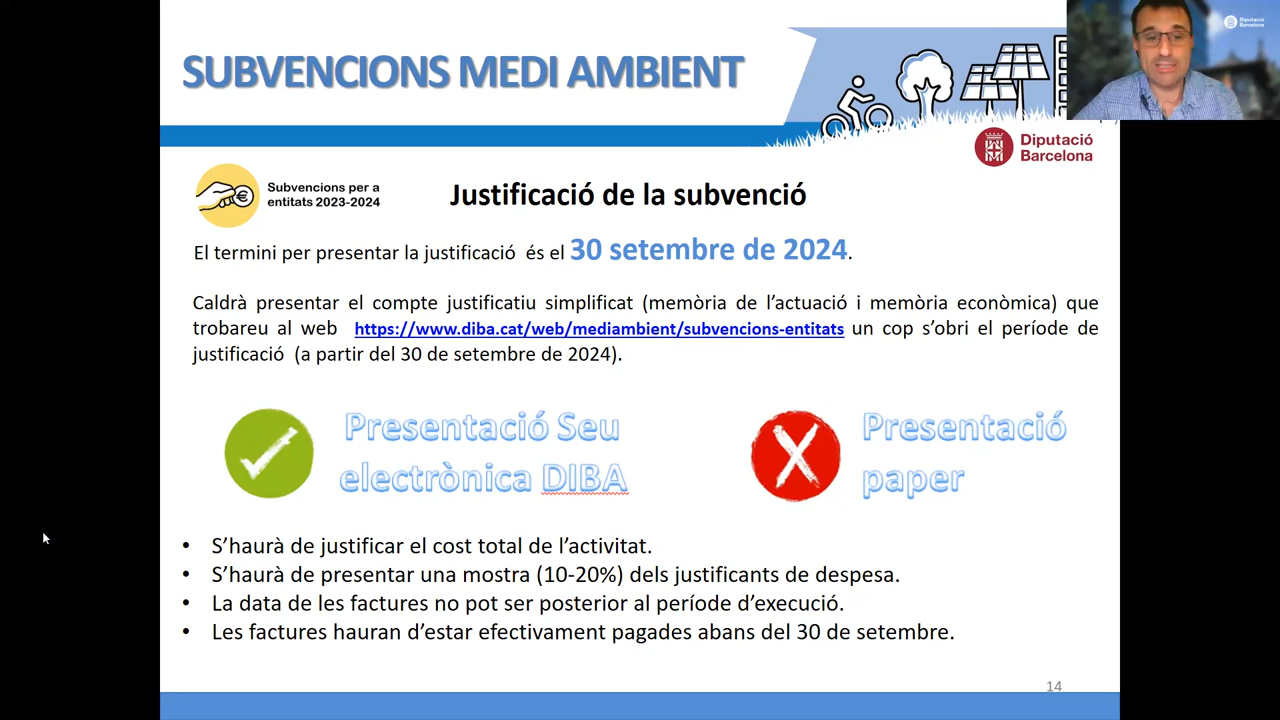 Diputació
Barcelona
SUBVENCIONS MEDI AMBIENT
Diputació
Barcelona
Subvencions per a
entitats 2023-2024
Justificació de la subvenció
El termini per presentar la justificació és el 30 setembre de 2024.
Caldrà presentar el compte justificatiu simplificat (memòria de l’actuació i memòria econòmica) que
trobareu al web https://www.diba.cat/web/mediambient/subvencions-entitats un cop s’obri el període de
justificació (a partir del 30 de setembre de 2024).
Presentació Seu
electrònica DIBA
Presentació
paper
• S’haurà de justificar el cost total de l’activitat.
• S’haurà de presentar una mostra (10-20%) dels justificants de despesa.
• La data de les factures no pot ser posterior al període d’execució.
• Les factures hauran d’estar efectivament pagades abans del 30 de setembre.
14